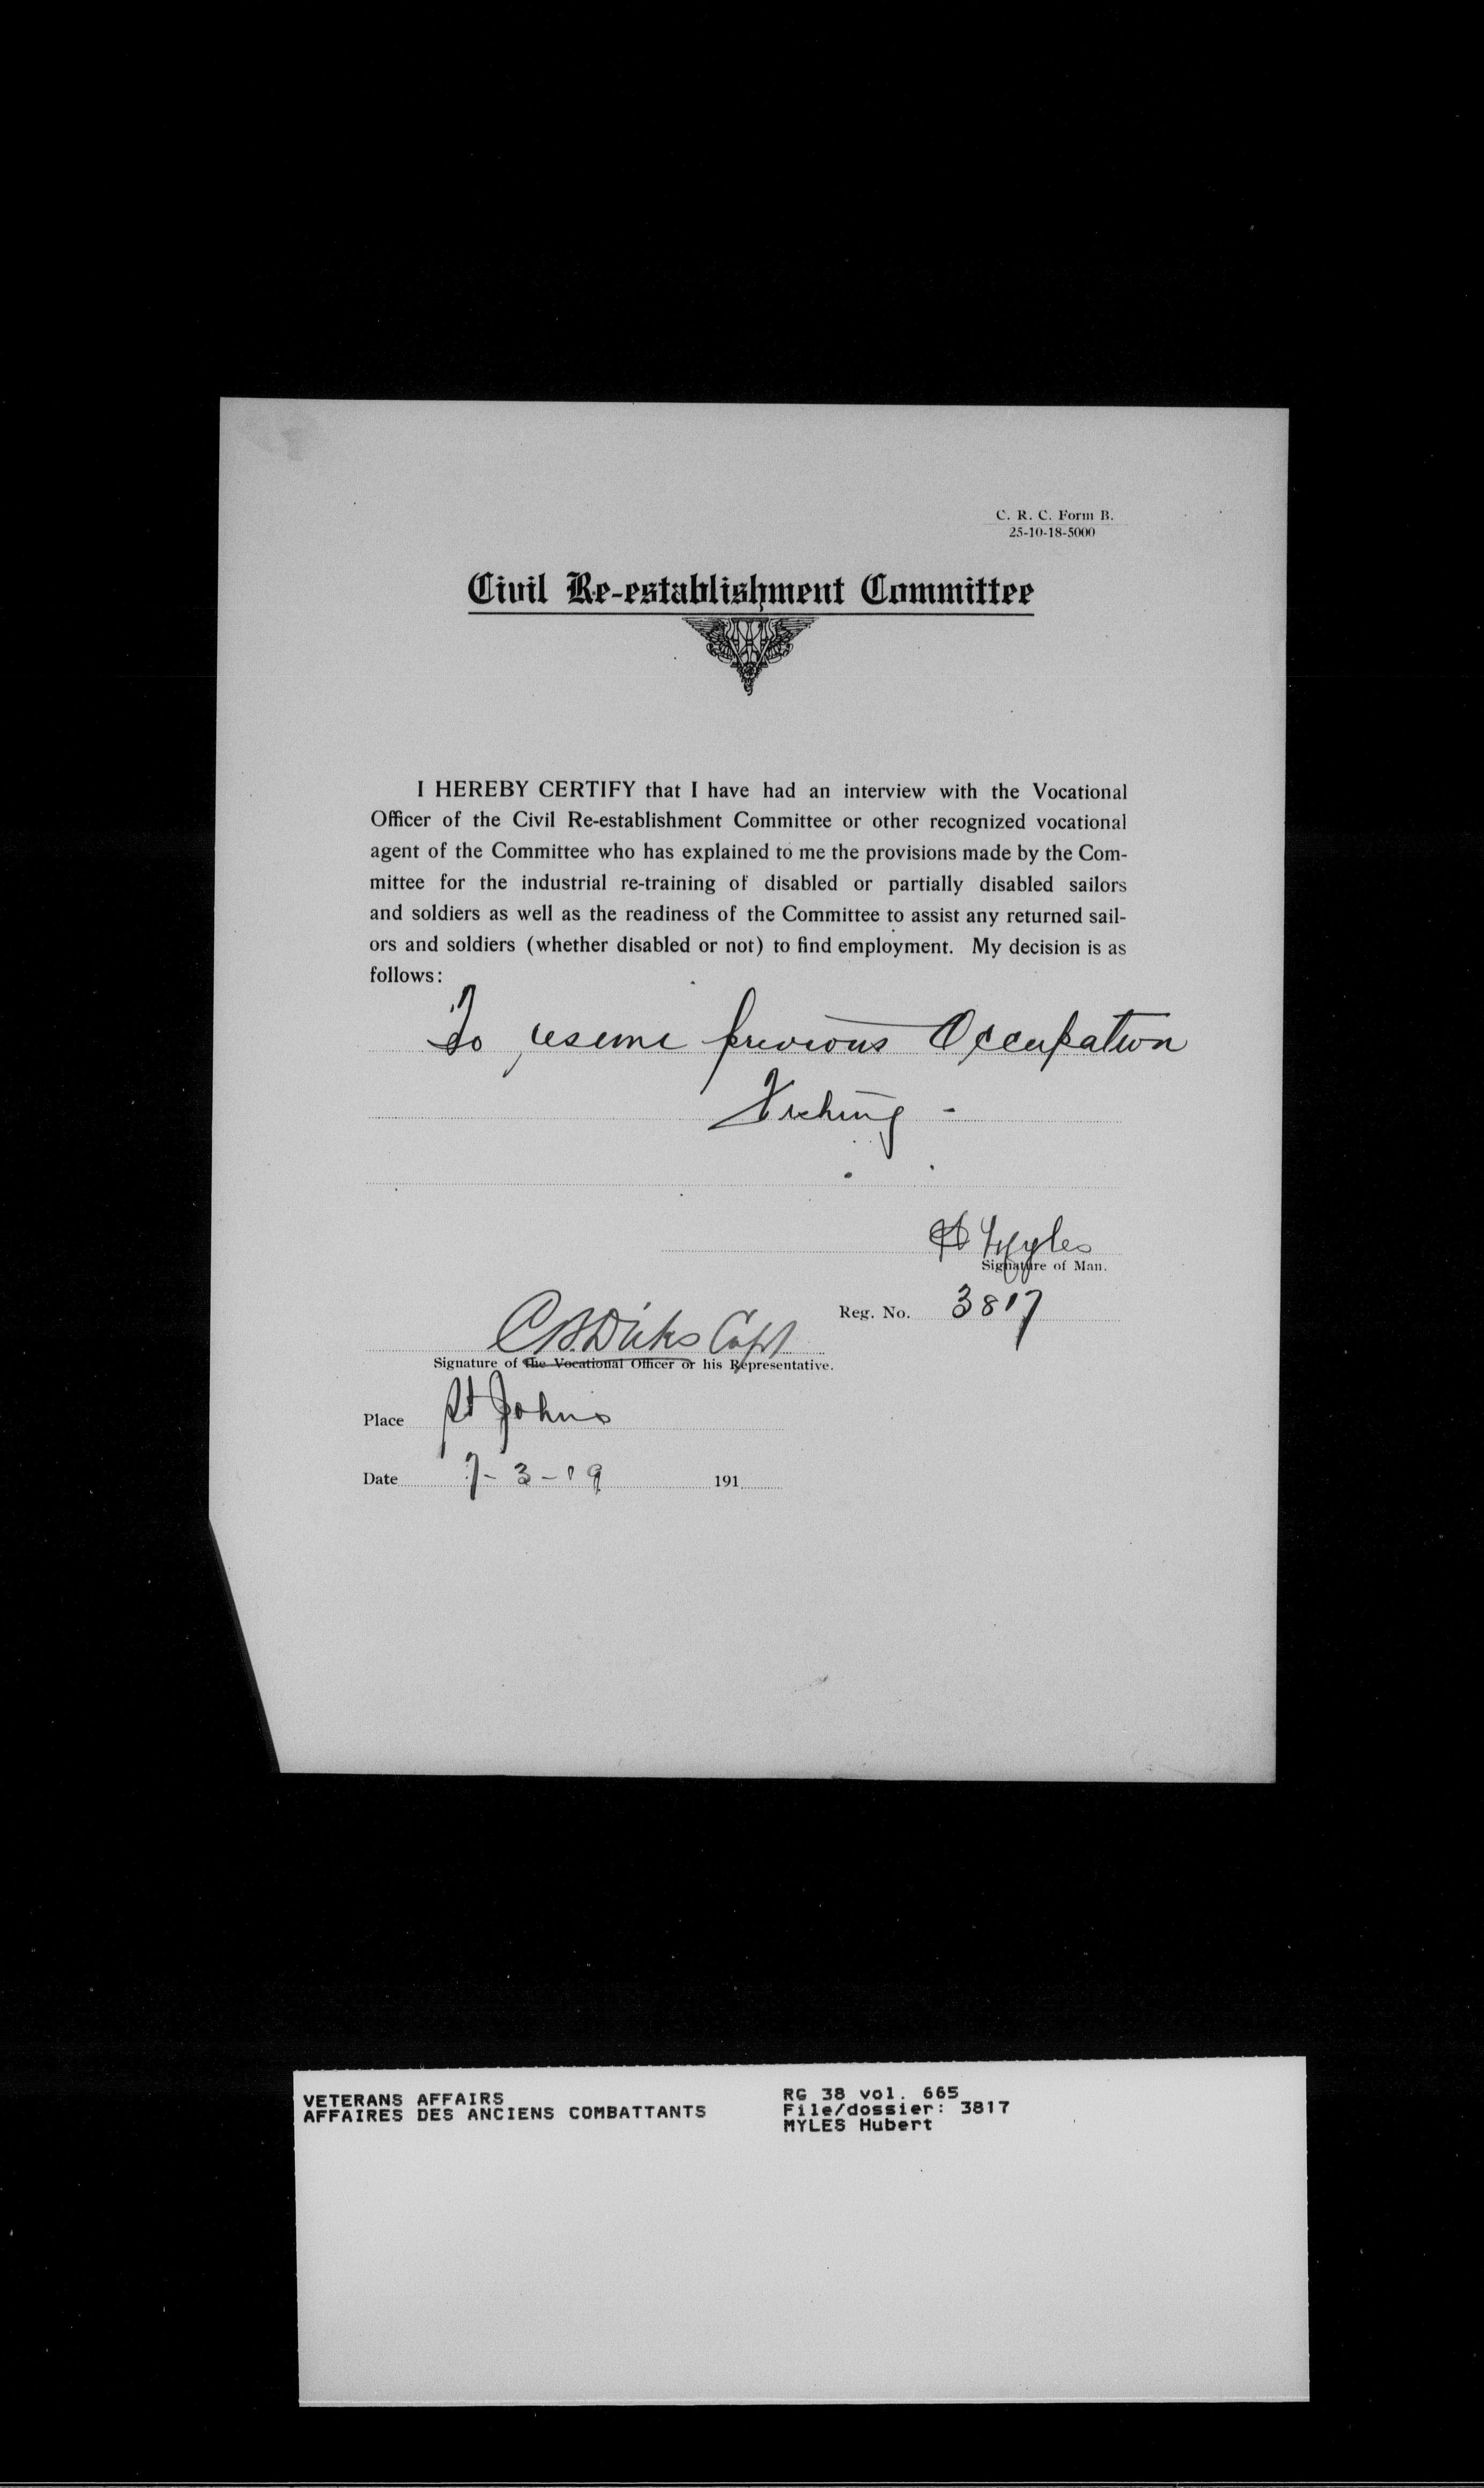 C. R. C. Form B.
25-10-18-5000
Civil Re-establishment Committee
I HEREBY CERTIFY that I have had an interview with the Vocational
Officer of the Civil Re-establishment Committee or other recognized vocational
agent of the Committee who has explained to me the provisions made by the Com-
mittee for the industrial re-training of disabled or partially disabled sailors
and soldiers as well as the readiness of the Committee to assist any returned sail-
ors and soldiers (whether disabled or not) to find employment. My decision is as
follows:
To resume previous Occupation
Fishing -
H Myles
Signature of Man.
Reg. No. 3817
C B Dicks Capt
Signature of the Vocational Officer or his Representative.
Place St Johns
Date 7-3-19 191
VETERANS AFFAIRS
AFFAIRES DES ANCIENS COMBATTANTS
RG 38 vol. 665
File/dossier: 3817
MYLES Hubert